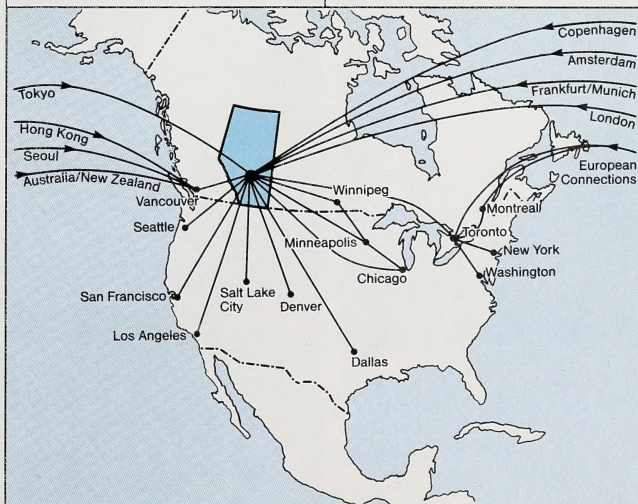 Copenhagen
Amsterdam
Frankfurt/Munich
London
European
Connections
Tokyo
Hong Kong
Seoul
Australia/New Zealand
Vancouver
Seattle
Winnipeg
Minneapolis
Chicago
Montreal
Toronto
New York
Washington
San Francisco
Salt Lake
City
Denver
Los Angeles
Dallas